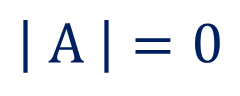 | A | = 0